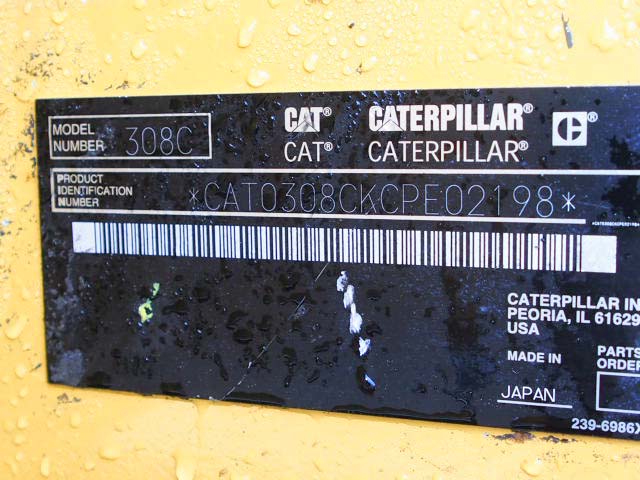 MODEL NUMBER 308C
CAT® CATERPILLAR® C®
CAT® CATERPILLAR®
PRODUCT IDENTIFICATION NUMBER *CAT0308CKCPE02198*
*CAT0308CKCPE02198*
CATERPILLAR IN
PEORIA, IL 61629
USA
MADE IN
JAPAN
PARTS
ORDER
239-6986X